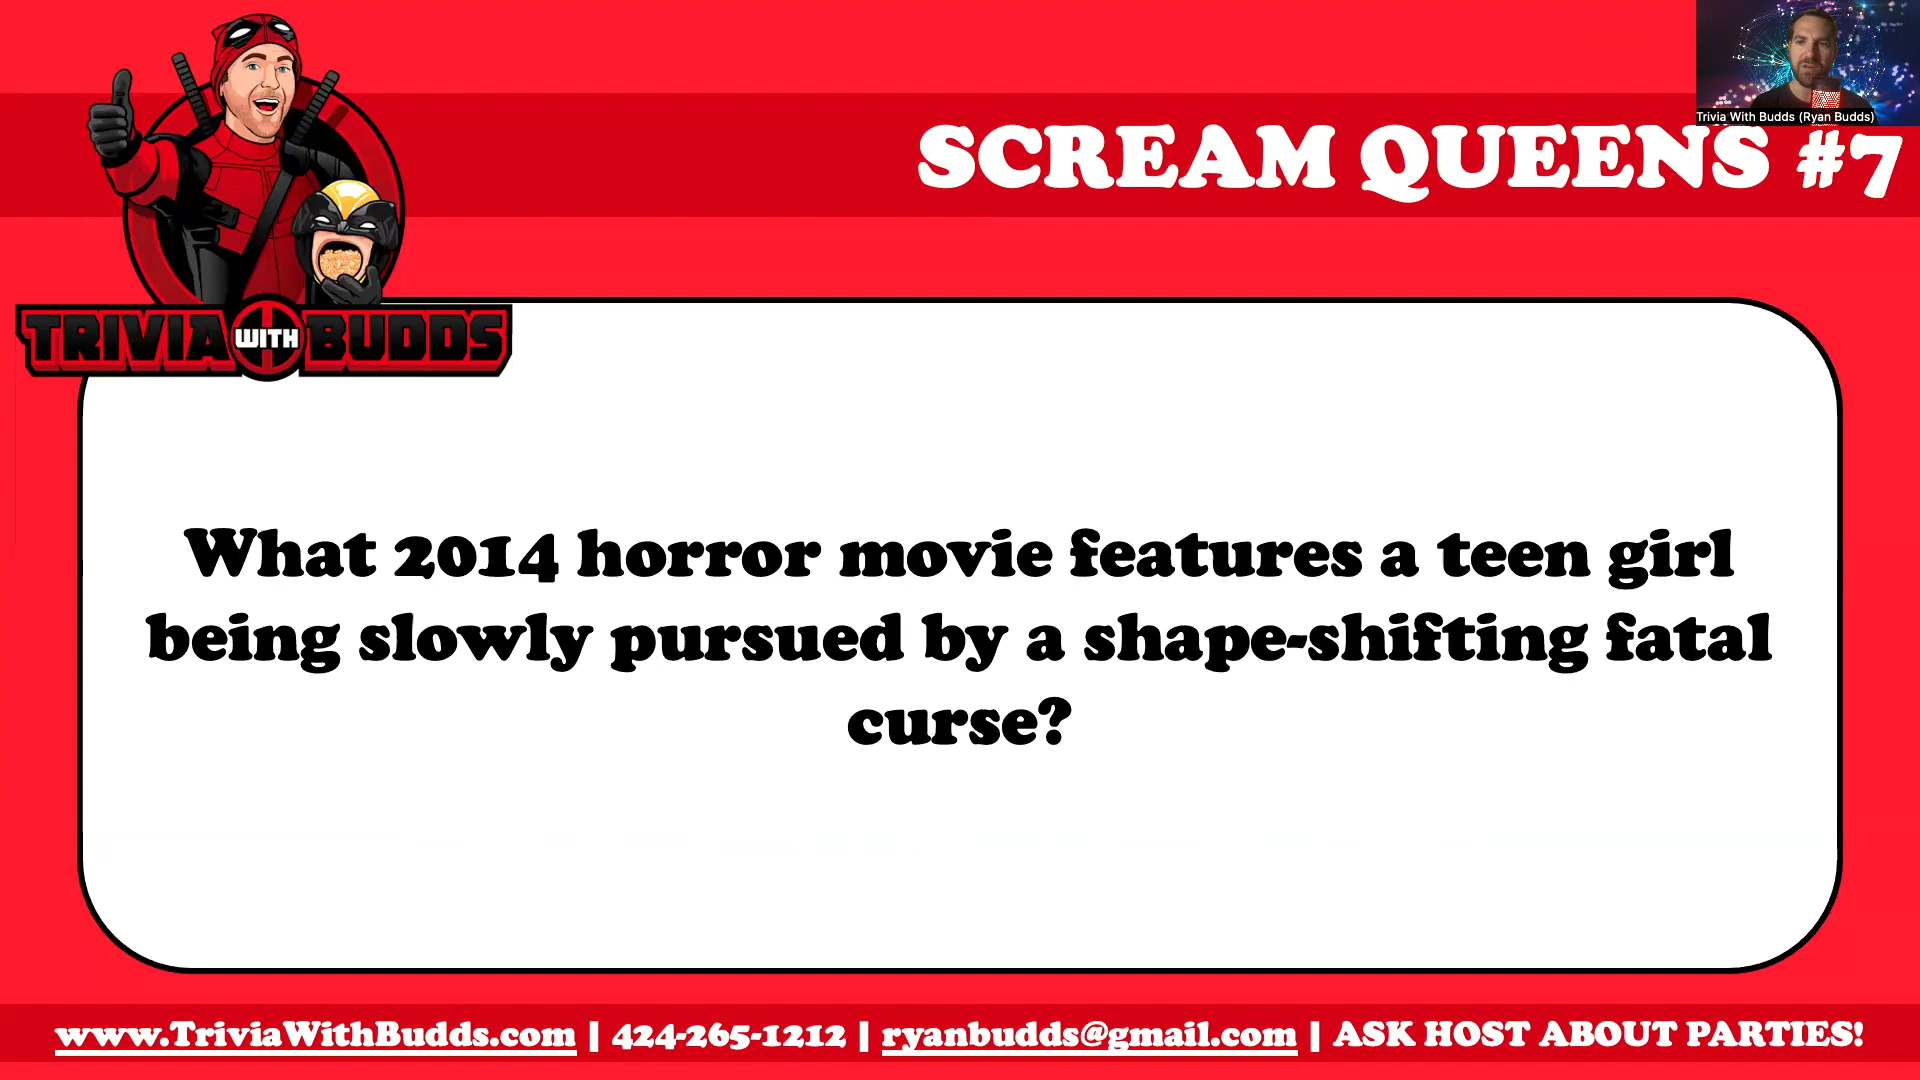 Trivia With Budds (Ryan Budds)
SCREAM QUEENS #7
TRIVIA WITH BUDDS
What 2014 horror movie features a teen girl
being slowly pursued by a shape-shifting fatal
curse?
www.TriviaWithBudds.com | 424-265-1212 | ryanbudds@gmail.com | ASK HOST ABOUT PARTIES!